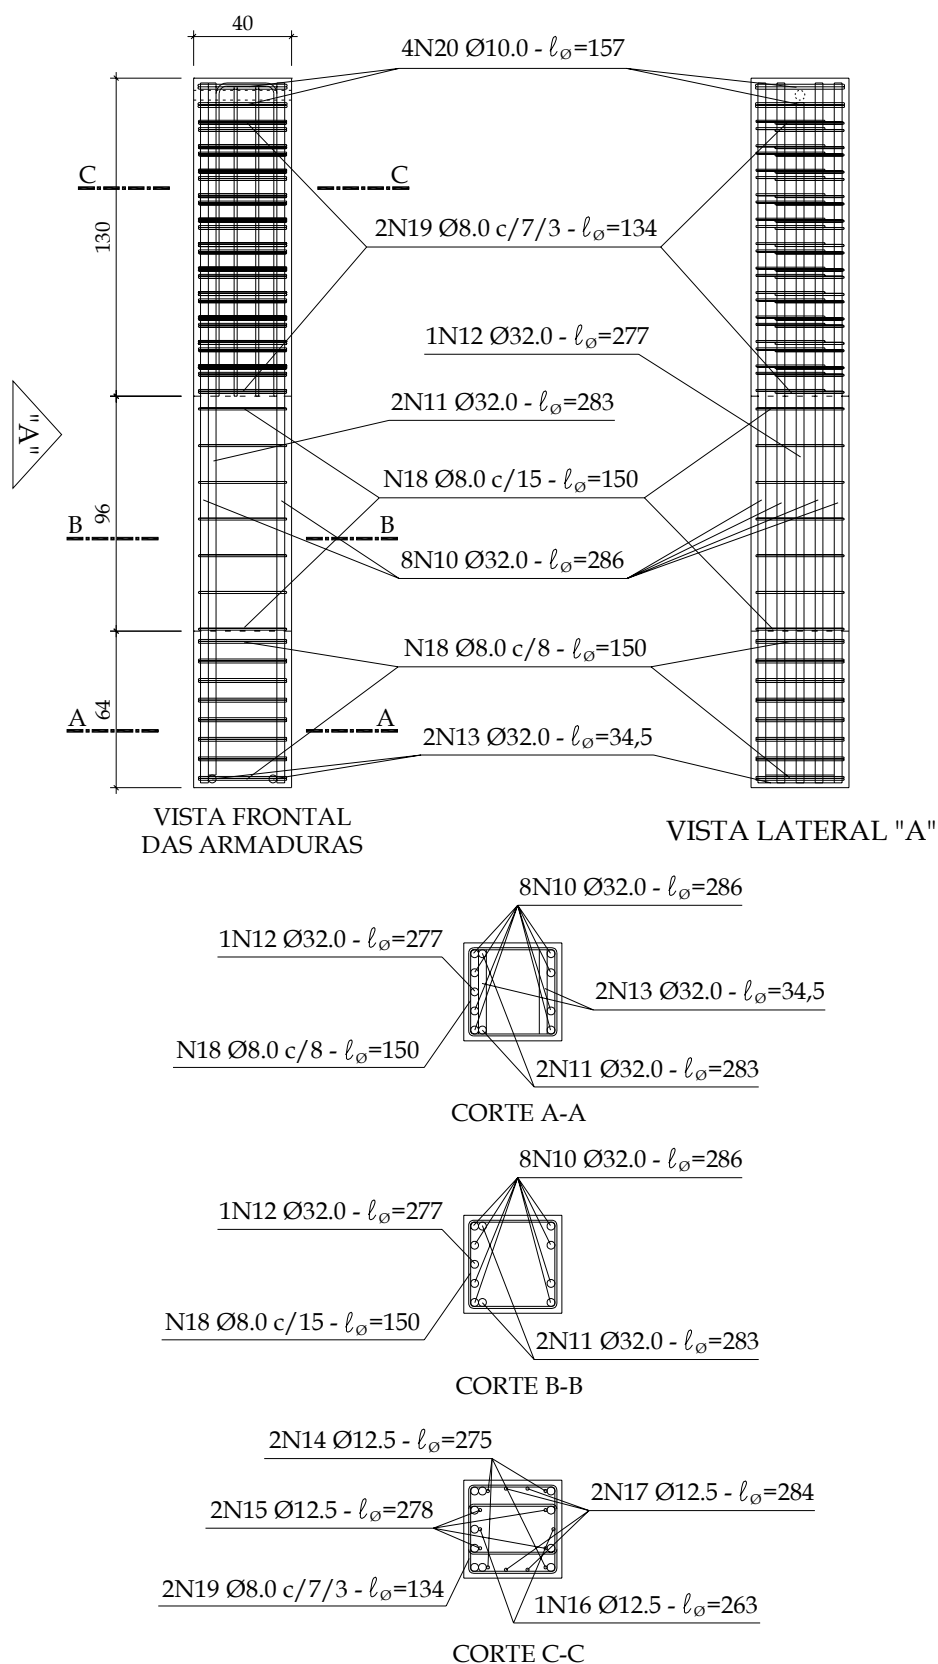 40
4N20 Ø10.0 - ℓø=157
C
C
130
2N19 Ø8.0 c/7/3 - ℓø=134
1N12 Ø32.0 - ℓø=277
2N11 Ø32.0 - ℓø=283
"A"
N18 Ø8.0 c/15 - ℓø=150
96
B
B
8N10 Ø32.0 - ℓø=286
N18 Ø8.0 c/8 - ℓø=150
64
A
A
2N13 Ø32.0 - ℓø=34,5
VISTA FRONTAL
DAS ARMADURAS
VISTA LATERAL "A"
8N10 Ø32.0 - ℓø=286
1N12 Ø32.0 - ℓø=277
2N13 Ø32.0 - ℓø=34,5
N18 Ø8.0 c/8 - ℓø=150
2N11 Ø32.0 - ℓø=283
CORTE A-A
8N10 Ø32.0 - ℓø=286
1N12 Ø32.0 - ℓø=277
N18 Ø8.0 c/15 - ℓø=150
2N11 Ø32.0 - ℓø=283
CORTE B-B
2N14 Ø12.5 - ℓø=275
2N17 Ø12.5 - ℓø=284
2N15 Ø12.5 - ℓø=278
2N19 Ø8.0 c/7/3 - ℓø=134
1N16 Ø12.5 - ℓø=263
CORTE C-C